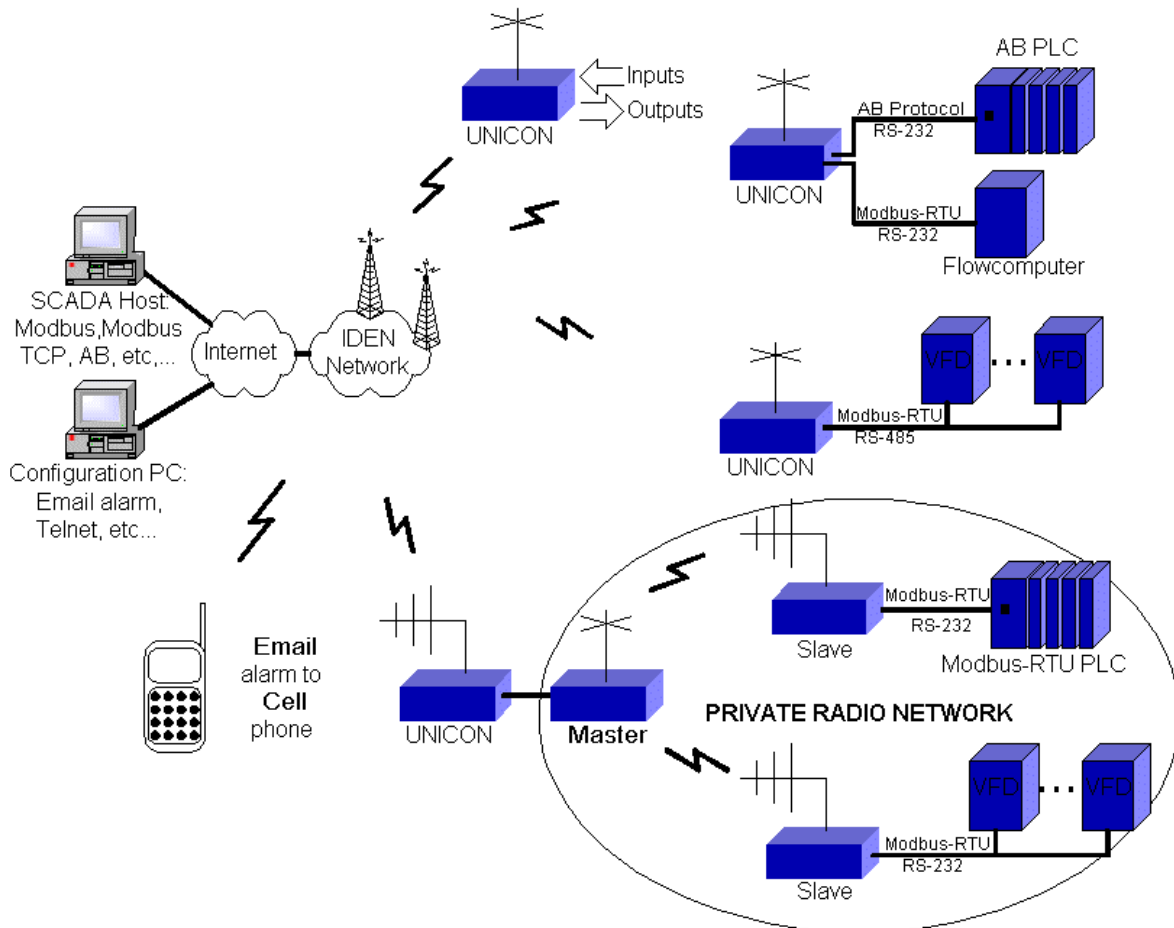 AB PLC
Inputs
Outputs
UNICON
AB Protocol
RS-232
UNICON
Modbus-RTU
RS-232
Flowcomputer
SCADA Host:
Modbus,Modbus
TCP, AB, etc,...
Internet
IDEN
Network
VFD
...
VFD
Modbus-RTU
RS-485
UNICON
Configuration PC:
Email alarm,
Telnet, etc...
Modbus-RTU
RS-232
Slave
Modbus-RTU PLC
Email
alarm to
Cell
phone
UNICON
Master
PRIVATE RADIO NETWORK
VFD
...
VFD
Modbus-RTU
RS-232
Slave